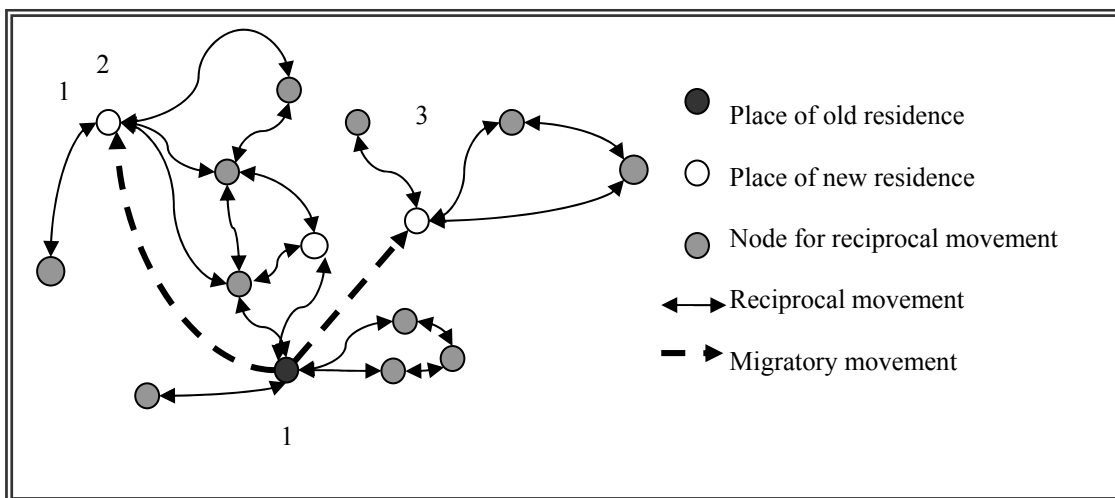 2
1
3
1
Place of old residence
Place of new residence
Node for reciprocal movement
Reciprocal movement
Migratory movement